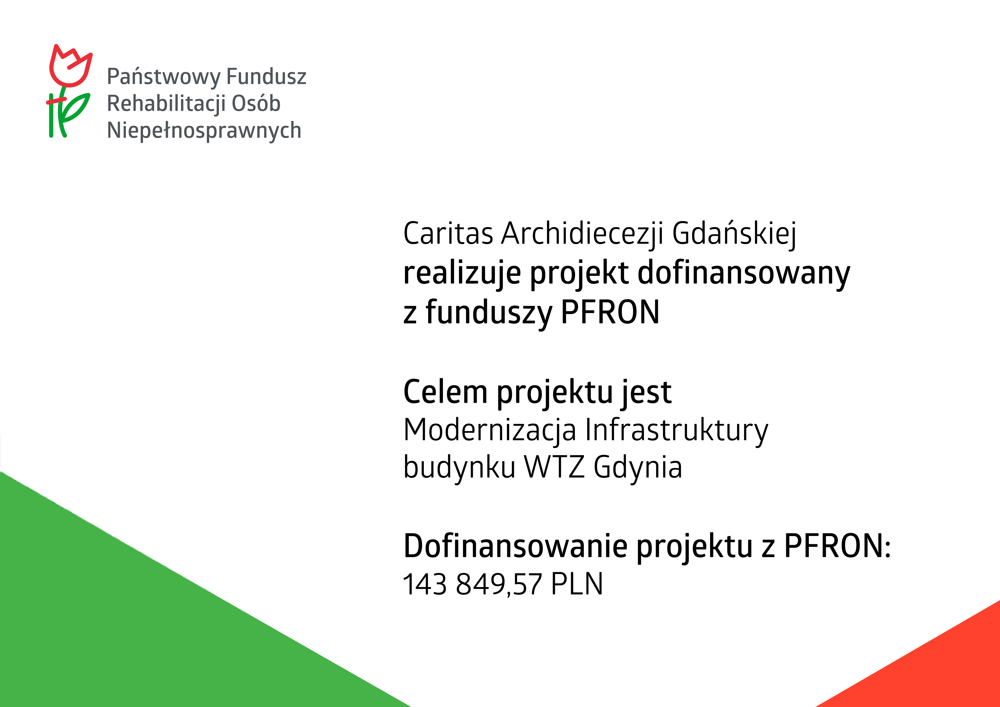 Państwowy Fundusz
Rehabilitacji Osób
Niepełnosprawnych
Caritas Archidiecezji Gdańskiej
realizuje projekt dofinansowany
z funduszy PFRON
Celem projektu jest
Modernizacja Infrastruktury
budynku WTZ Gdynia
Dofinansowanie projektu z PFRON:
143 849,57 PLN